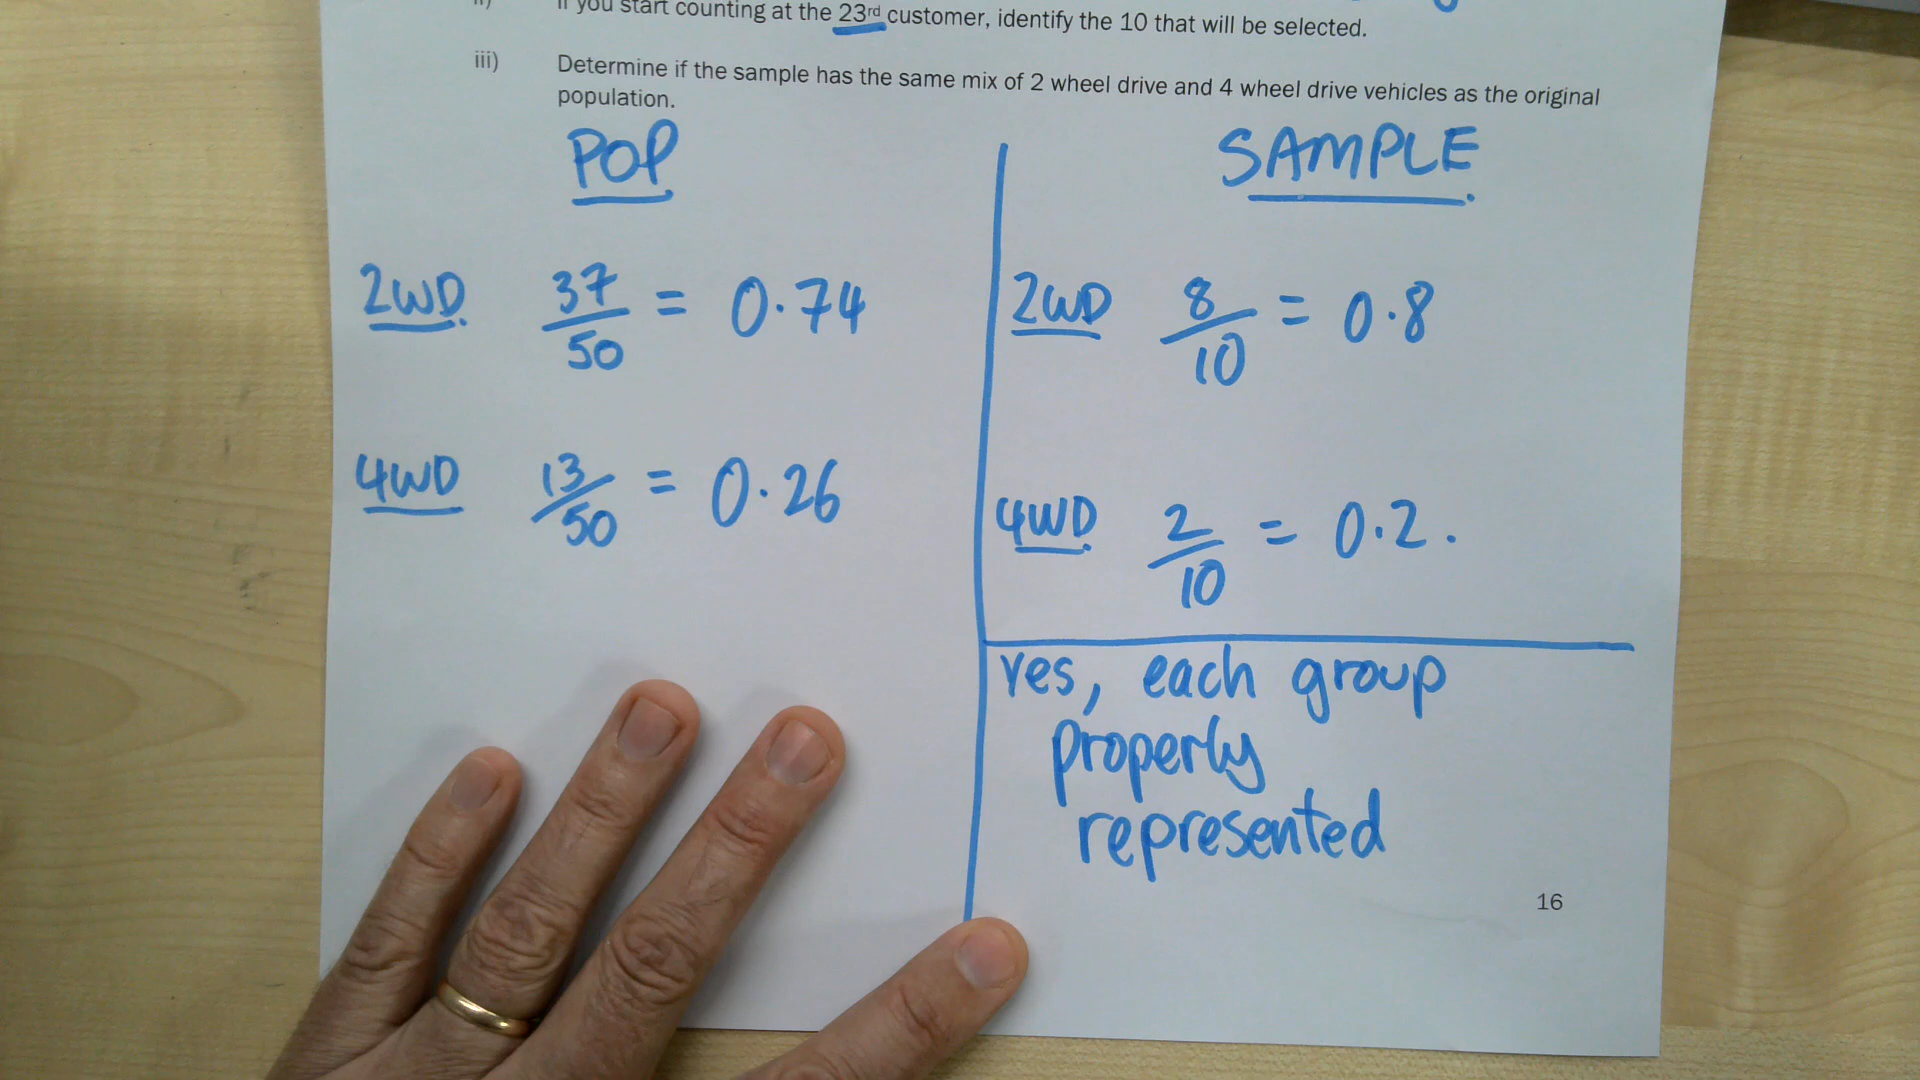 If you start counting at the 23rd customer, identify the 10 that will be selected.
iii) Determine if the sample has the same mix of 2 wheel drive and 4 wheel drive vehicles as the original
population.
POP
2WD 37/50 = 0.74
4WD 13/50 = 0.26
SAMPLE
2WD 8/10 = 0.8
4WD 2/10 = 0.2.
Yes, each group
properly
represented
16